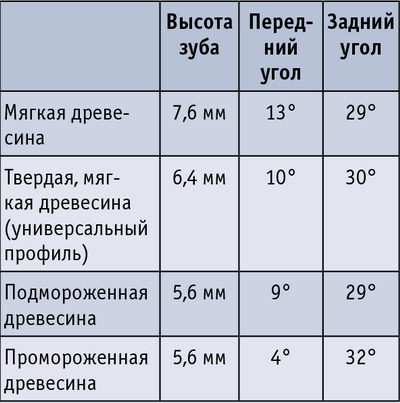 Высота Перед- Задний
зуба ний угол
угол
Мягкая древе- 7,6 мм 13° 29°
сина
Твердая, мяг- 6,4 мм 10° 30°
кая древесина
(универсальный
профиль)
Подмороженная 5,6 мм 9° 29°
древесина
Промороженная 5,6 мм 4° 32°
древесина